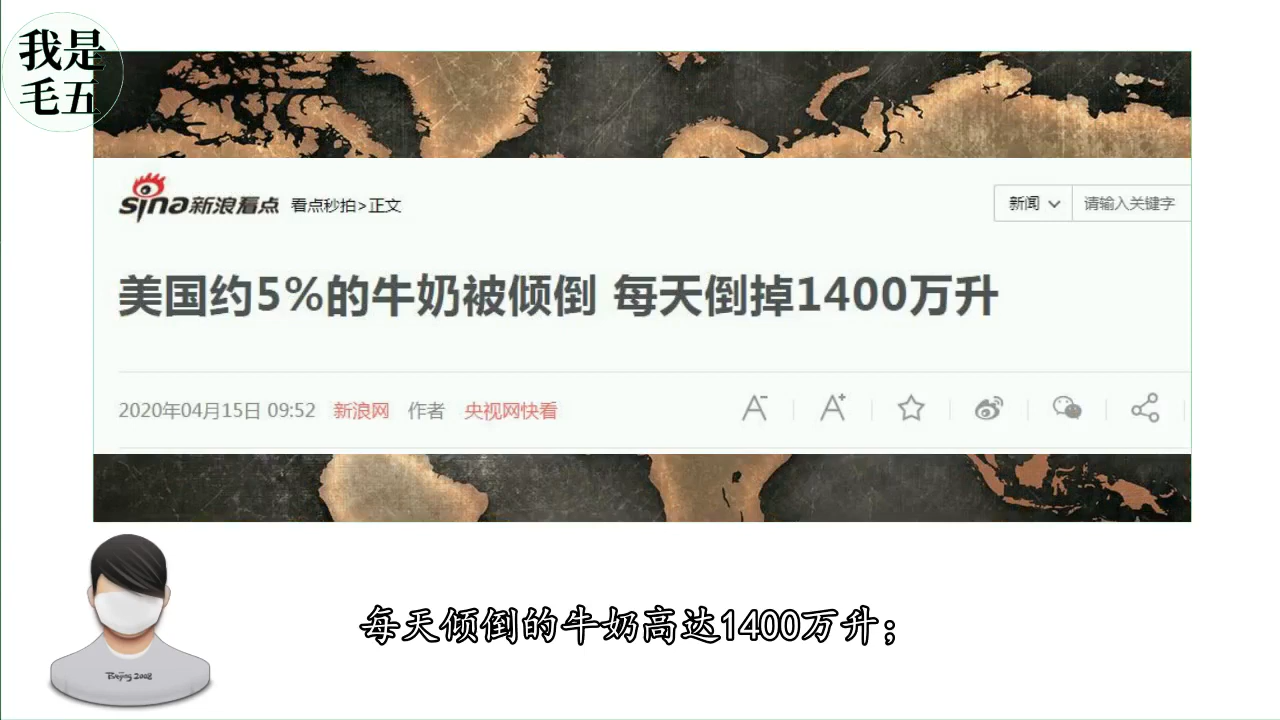 我是
毛五
sina新浪看点 看点秒拍>正文
新闻 请输入关键字
美国约5%的牛奶被倾倒 每天倒掉1400万升
2020年04月15日 09:52 新浪网 作者 央视网快看
A- A+
每天倾倒的牛奶高达1400万升；
Beijing 2008